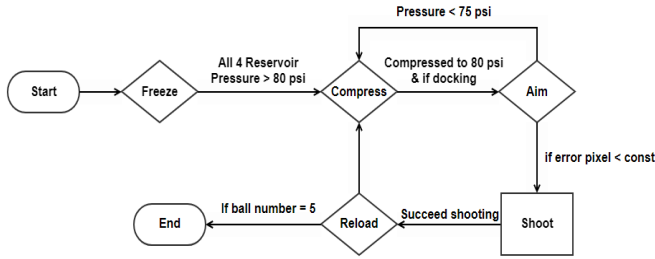 Pressure < 75 psi
All 4 Reservoir
Pressure > 80 psi
Compressed to 80 psi
& if docking
Start
Freeze
Compress
Aim
if error pixel < const
If ball number = 5
Succeed shooting
End
Reload
Shoot